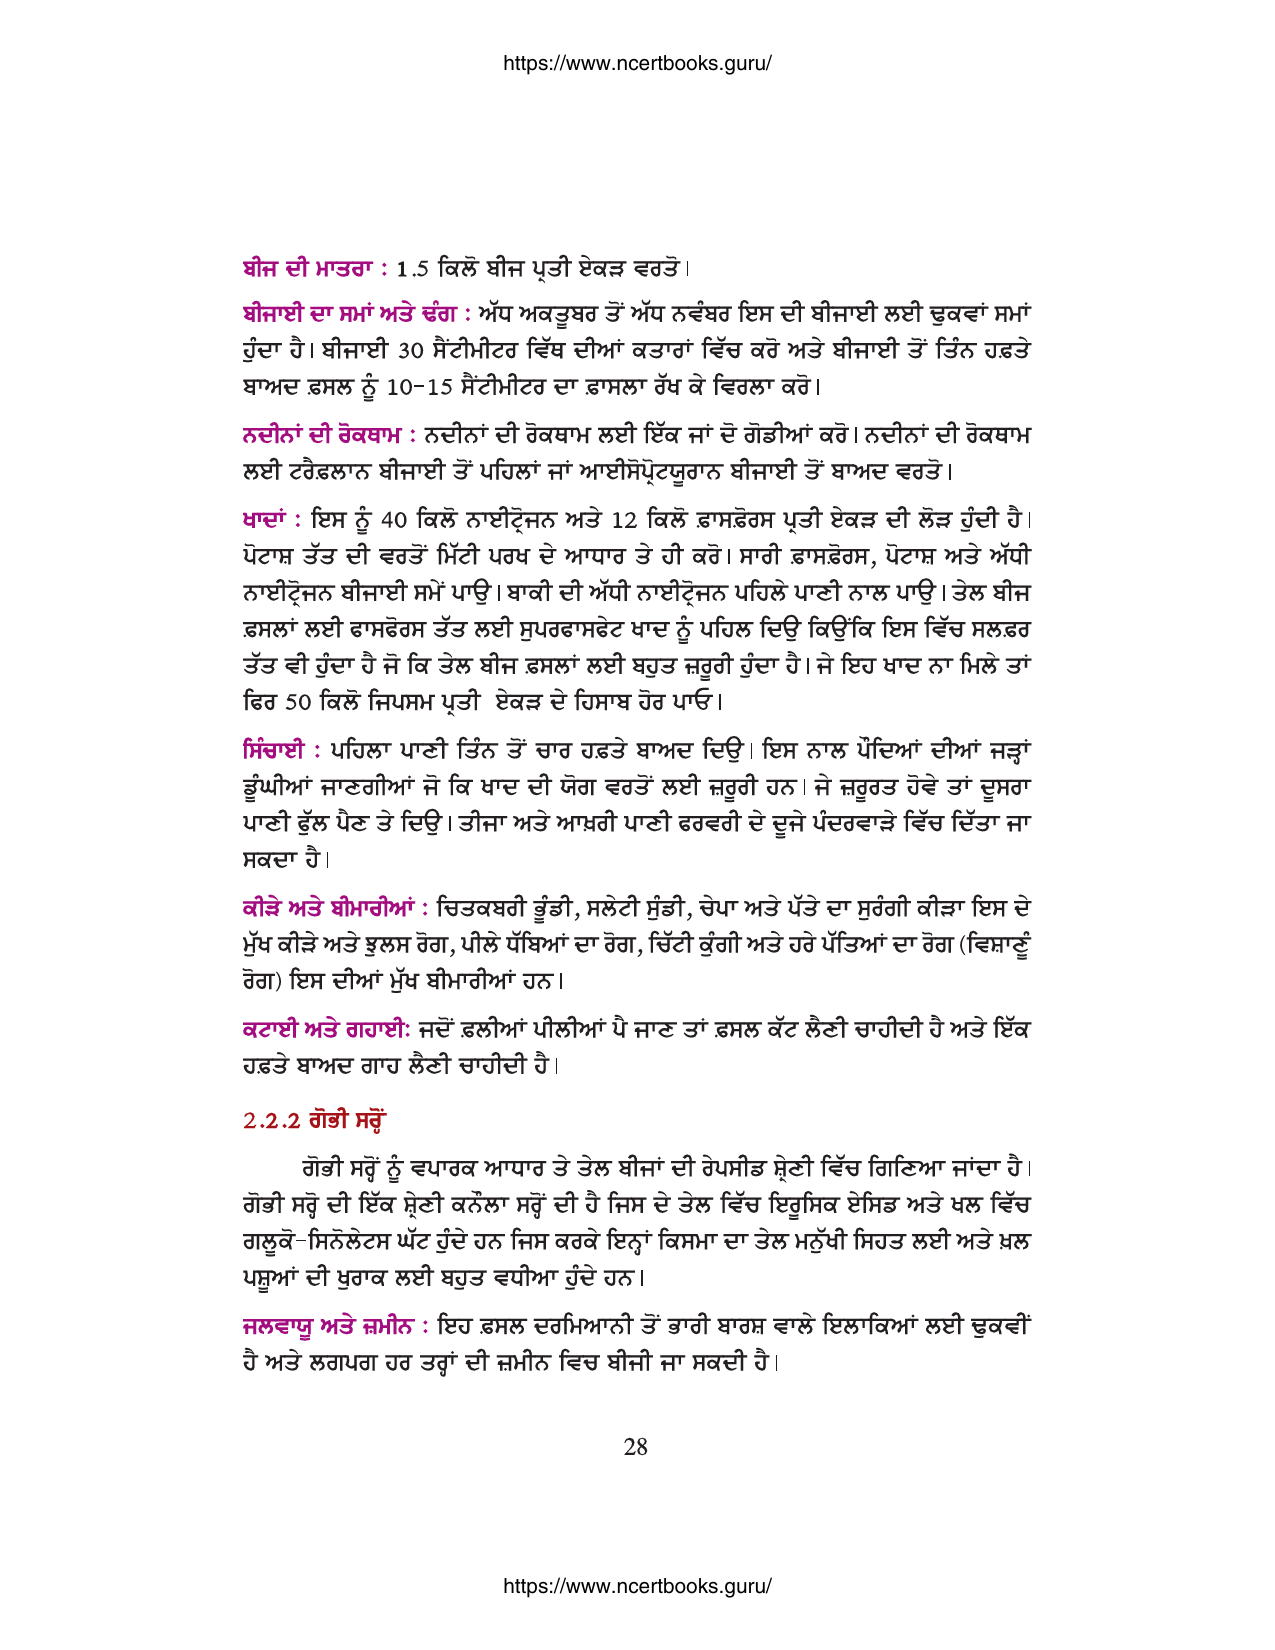 https://www.ncertbooks.guru/
ਬੀਜ ਦੀ ਮਾਤਰਾ : 1.5 ਕਿਲੋ ਬੀਜ ਪ੍ਰਤੀ ਏਕੜ ਵਰਤੋ।
ਬੀਜਾਈ ਦਾ ਸਮਾਂ ਅਤੇ ਢੰਗ : ਅੱਧ ਅਕਤੂਬਰ ਤੋਂ ਅੱਧ ਨਵੰਬਰ ਇਸ ਦੀ ਬੀਜਾਈ ਲਈ ਢੁਕਵਾਂ ਸਮਾਂ
ਹੁੰਦਾ ਹੈ। ਬੀਜਾਈ 30 ਸੈਂਟੀਮੀਟਰ ਵਿੱਥ ਦੀਆਂ ਕਤਾਰਾਂ ਵਿੱਚ ਕਰੋ ਅਤੇ ਬੀਜਾਈ ਤੋਂ ਤਿੰਨ ਹਫ਼ਤੇ
ਬਾਅਦ ਫ਼ਸਲ ਨੂੰ 10-15 ਸੈਂਟੀਮੀਟਰ ਦਾ ਫ਼ਾਸਲਾ ਰੱਖ ਕੇ ਵਿਰਲਾ ਕਰੋ।
ਨਦੀਨਾਂ ਦੀ ਰੋਕਥਾਮ : ਨਦੀਨਾਂ ਦੀ ਰੋਕਥਾਮ ਲਈ ਇੱਕ ਜਾਂ ਦੋ ਗੋਡੀਆਂ ਕਰੋ। ਨਦੀਨਾਂ ਦੀ ਰੋਕਥਾਮ
ਲਈ ਟਰੈਫ਼ਲਾਨ ਬੀਜਾਈ ਤੋਂ ਪਹਿਲਾਂ ਜਾਂ ਆਈਸੋਪ੍ਰੋਟਯੂਰਾਨ ਬੀਜਾਈ ਤੋਂ ਬਾਅਦ ਵਰਤੋ।
ਖਾਦਾਂ : ਇਸ ਨੂੰ 40 ਕਿਲੋ ਨਾਈਟ੍ਰੋਜਨ ਅਤੇ 12 ਕਿਲੋ ਫ਼ਾਸਫ਼ੋਰਸ ਪ੍ਰਤੀ ਏਕੜ ਦੀ ਲੋੜ ਹੁੰਦੀ ਹੈ।
ਪੋਟਾਸ਼ ਤੱਤ ਦੀ ਵਰਤੋਂ ਮਿੱਟੀ ਪਰਖ ਦੇ ਆਧਾਰ ਤੇ ਹੀ ਕਰੋ। ਸਾਰੀ ਫ਼ਾਸਫ਼ੋਰਸ, ਪੋਟਾਸ਼ ਅਤੇ ਅੱਧੀ
ਨਾਈਟ੍ਰੋਜਨ ਬੀਜਾਈ ਸਮੇਂ ਪਾਉ। ਬਾਕੀ ਦੀ ਅੱਧੀ ਨਾਈਟ੍ਰੋਜਨ ਪਹਿਲੇ ਪਾਣੀ ਨਾਲ ਪਾਉ। ਤੇਲ ਬੀਜ
ਫ਼ਸਲਾਂ ਲਈ ਫਾਸਫੋਰਸ ਤੱਤ ਲਈ ਸੁਪਰਫਾਸਫੇਟ ਖਾਦ ਨੂੰ ਪਹਿਲ ਦਿਉ ਕਿਉਂਕਿ ਇਸ ਵਿੱਚ ਸਲਫ਼ਰ
ਤੱਤ ਵੀ ਹੁੰਦਾ ਹੈ ਜੋ ਕਿ ਤੇਲ ਬੀਜ ਫ਼ਸਲਾਂ ਲਈ ਬਹੁਤ ਜ਼ਰੂਰੀ ਹੁੰਦਾ ਹੈ। ਜੇ ਇਹ ਖਾਦ ਨਾ ਮਿਲੇ ਤਾਂ
ਫਿਰ 50 ਕਿਲੋ ਜਿਪਸਮ ਪ੍ਰਤੀ ਏਕੜ ਦੇ ਹਿਸਾਬ ਹੋਰ ਪਾਓ।
ਸਿੰਚਾਈ : ਪਹਿਲਾ ਪਾਣੀ ਤਿੰਨ ਤੋਂ ਚਾਰ ਹਫ਼ਤੇ ਬਾਅਦ ਦਿਉ। ਇਸ ਨਾਲ ਪੌਦਿਆਂ ਦੀਆਂ ਜੜ੍ਹਾਂ
ਡੂੰਘੀਆਂ ਜਾਣਗੀਆਂ ਜੋ ਕਿ ਖਾਦ ਦੀ ਯੋਗ ਵਰਤੋਂ ਲਈ ਜ਼ਰੂਰੀ ਹਨ। ਜੇ ਜ਼ਰੂਰਤ ਹੋਵੇ ਤਾਂ ਦੂਸਰਾ
ਪਾਣੀ ਫੁੱਲ ਪੈਣ ਤੇ ਦਿਉ। ਤੀਜਾ ਅਤੇ ਆਖ਼ਰੀ ਪਾਣੀ ਫਰਵਰੀ ਦੇ ਦੂਜੇ ਪੰਦਰਵਾੜੇ ਵਿੱਚ ਦਿੱਤਾ ਜਾ
ਸਕਦਾ ਹੈ।
ਕੀੜੇ ਅਤੇ ਬੀਮਾਰੀਆਂ : ਚਿਤਕਬਰੀ ਭੂੰਡੀ, ਸਲੇਟੀ ਸੁੰਡੀ, ਚੇਪਾ ਅਤੇ ਪੱਤੇ ਦਾ ਸੁਰੰਗੀ ਕੀੜਾ ਇਸ ਦੇ
ਮੁੱਖ ਕੀੜੇ ਅਤੇ ਝੁਲਸ ਰੋਗ, ਪੀਲੇ ਧੱਬਿਆਂ ਦਾ ਰੋਗ, ਚਿੱਟੀ ਕੁੰਗੀ ਅਤੇ ਹਰੇ ਪੱਤਿਆਂ ਦਾ ਰੋਗ (ਵਿਸ਼ਾਣੂੰ
ਰੋਗ) ਇਸ ਦੀਆਂ ਮੁੱਖ ਬੀਮਾਰੀਆਂ ਹਨ।
ਕਟਾਈ ਅਤੇ ਗਹਾਈ: ਜਦੋਂ ਫ਼ਲੀਆਂ ਪੀਲੀਆਂ ਪੈ ਜਾਣ ਤਾਂ ਫ਼ਸਲ ਕੱਟ ਲੈਣੀ ਚਾਹੀਦੀ ਹੈ ਅਤੇ ਇੱਕ
ਹਫ਼ਤੇ ਬਾਅਦ ਗਾਹ ਲੈਣੀ ਚਾਹੀਦੀ ਹੈ।
2.2.2 ਗੋਭੀ ਸਰ੍ਹੋਂ
ਗੋਭੀ ਸਰ੍ਹੋਂ ਨੂੰ ਵਪਾਰਕ ਆਧਾਰ ਤੇ ਤੇਲ ਬੀਜਾਂ ਦੀ ਰੇਪਸੀਡ ਸ਼੍ਰੇਣੀ ਵਿੱਚ ਗਿਣਿਆ ਜਾਂਦਾ ਹੈ।
ਗੋਭੀ ਸਰ੍ਹੋ ਦੀ ਇੱਕ ਸ਼੍ਰੇਣੀ ਕਨੌਲਾ ਸਰ੍ਹੋਂ ਦੀ ਹੈ ਜਿਸ ਦੇ ਤੇਲ ਵਿੱਚ ਇਰੂਸਿਕ ਏਸਿਡ ਅਤੇ ਖਲ ਵਿੱਚ
ਗਲੂਕੋ-ਸਿਨੋਲੇਟਸ ਘੱਟ ਹੁੰਦੇ ਹਨ ਜਿਸ ਕਰਕੇ ਇਨ੍ਹਾਂ ਕਿਸਮਾ ਦਾ ਤੇਲ ਮਨੁੱਖੀ ਸਿਹਤ ਲਈ ਅਤੇ ਖ਼ਲ
ਪਸ਼ੂਆਂ ਦੀ ਖੁਰਾਕ ਲਈ ਬਹੁਤ ਵਧੀਆ ਹੁੰਦੇ ਹਨ।
ਜਲਵਾਯੂ ਅਤੇ ਜ਼ਮੀਨ : ਇਹ ਫ਼ਸਲ ਦਰਮਿਆਨੀ ਤੋਂ ਭਾਰੀ ਬਾਰਸ਼ ਵਾਲੇ ਇਲਾਕਿਆਂ ਲਈ ਢੁਕਵੀਂ
ਹੈ ਅਤੇ ਲਗਪਗ ਹਰ ਤਰ੍ਹਾਂ ਦੀ ਜ਼ਮੀਨ ਵਿਚ ਬੀਜੀ ਜਾ ਸਕਦੀ ਹੈ।
28
https://www.ncertbooks.guru/